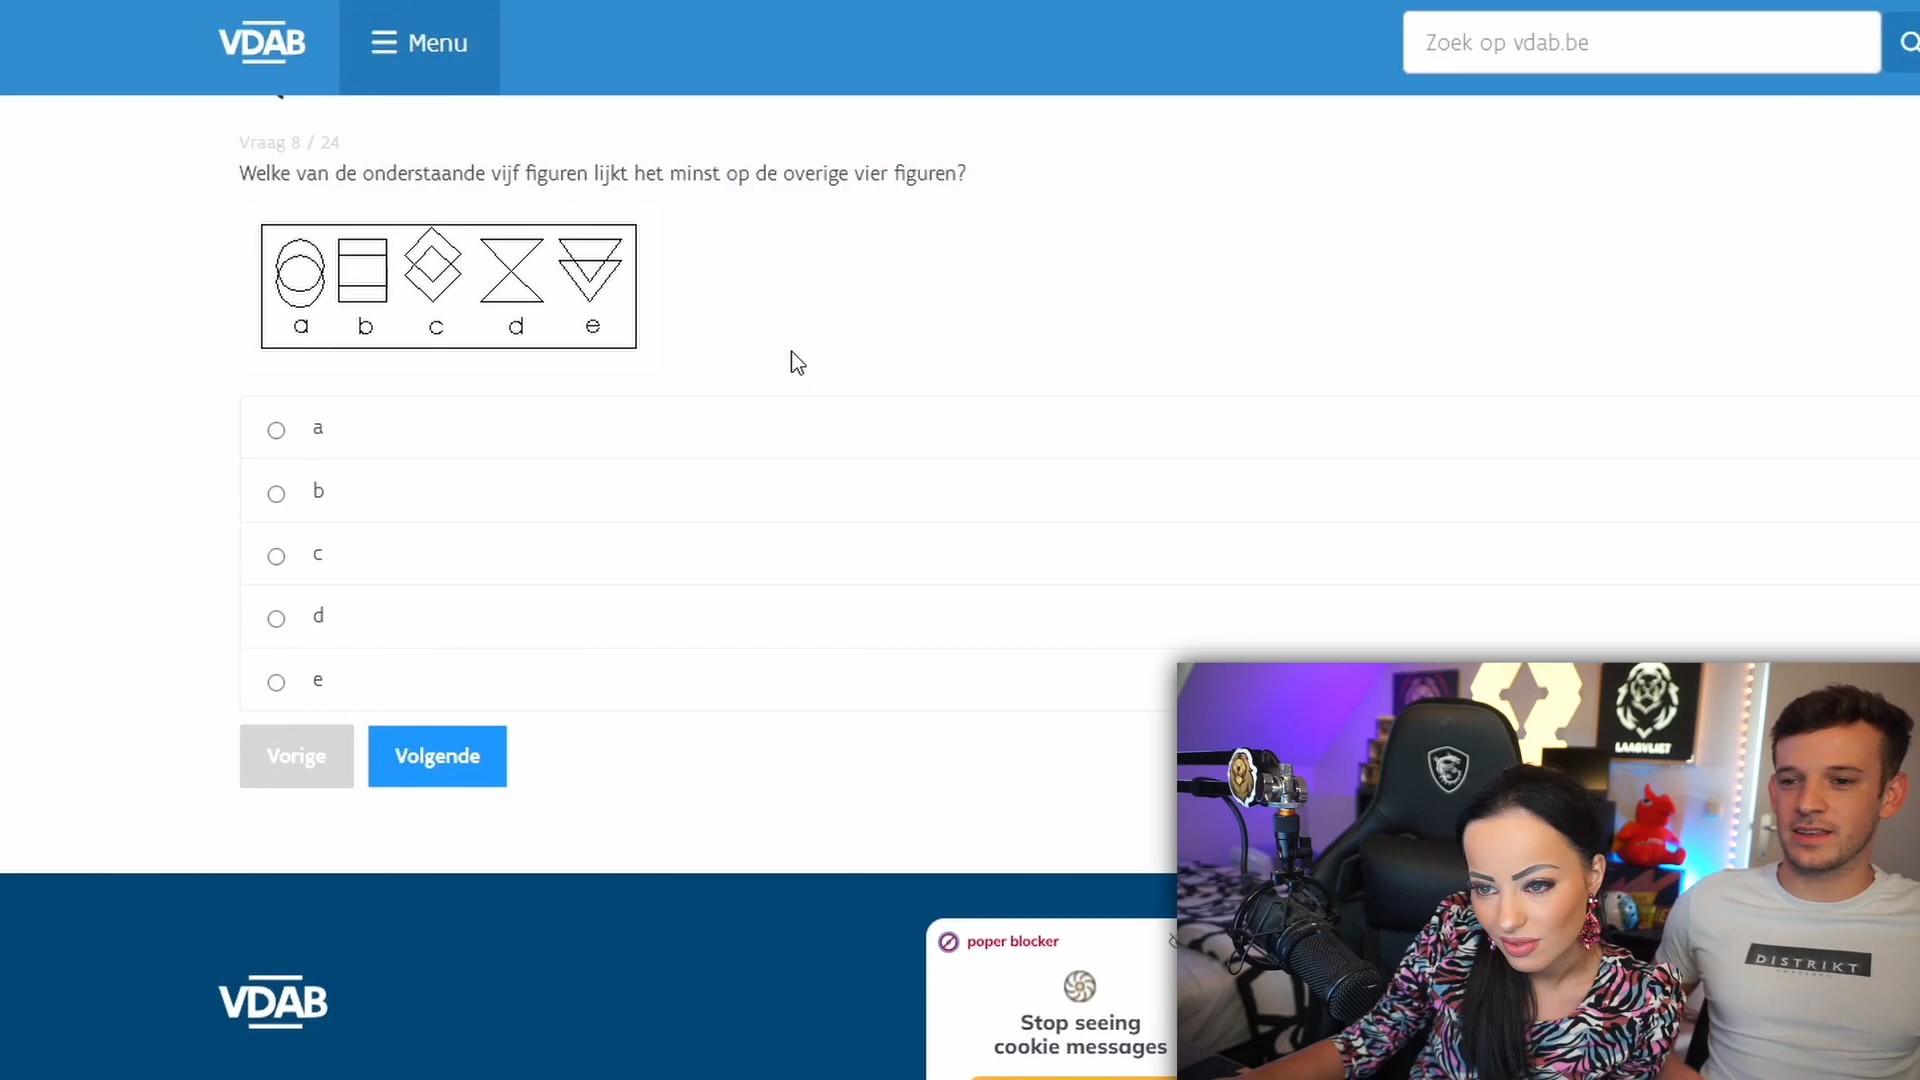 VDAB
Menu
Zoek op vdab.be
Vraag 8 / 24
Welke van de onderstaande vijf figuren lijkt het minst op de overige vier figuren?
a b c d e
a
b
c
d
e
Vorige
Volgende
VDAB
poper blocker
Stop seeing
cookie messages
LAAGVLIET
DISTRIKT